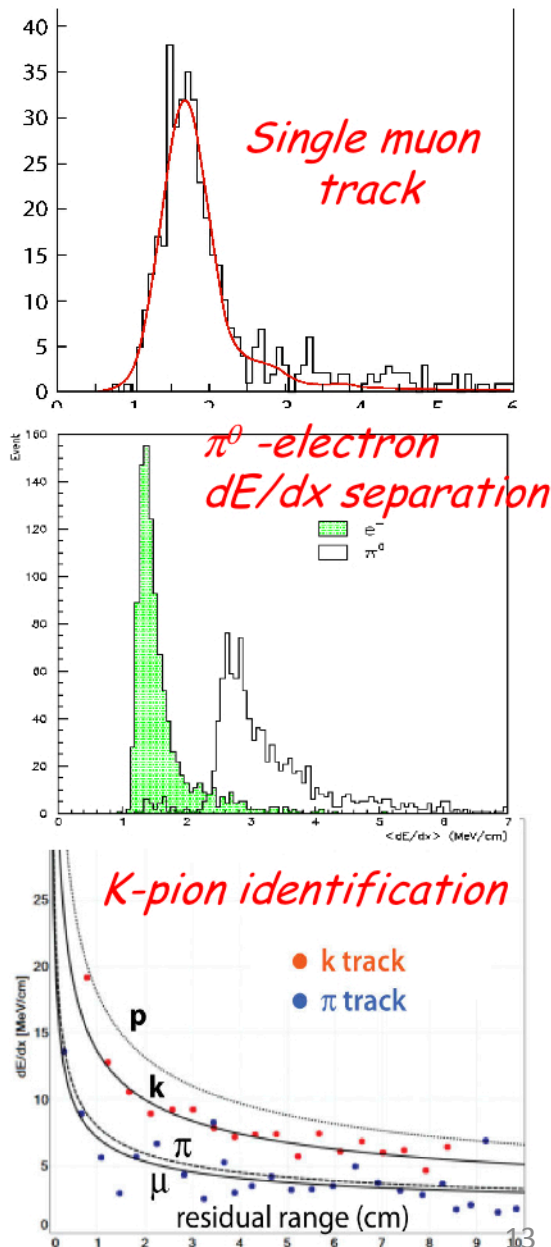 40
35
30
25
20
15
10
5
0
Single muon
track
0 1 2 3 4 5 6
Event
160
140
120
100
80
60
40
20
0
π⁰ -electron
dE/dx separation
e⁻
π⁰
0 1 2 3 4 5 6 7
<dE/dx> (MeV/cm)
K-pion identification
dE/dx [MeV/cm]
25
20
15
10
5
0
k track
π track
p
k
π
μ
residual range (cm)
0 1 2 3 4 5 6 7 8 9 10
13